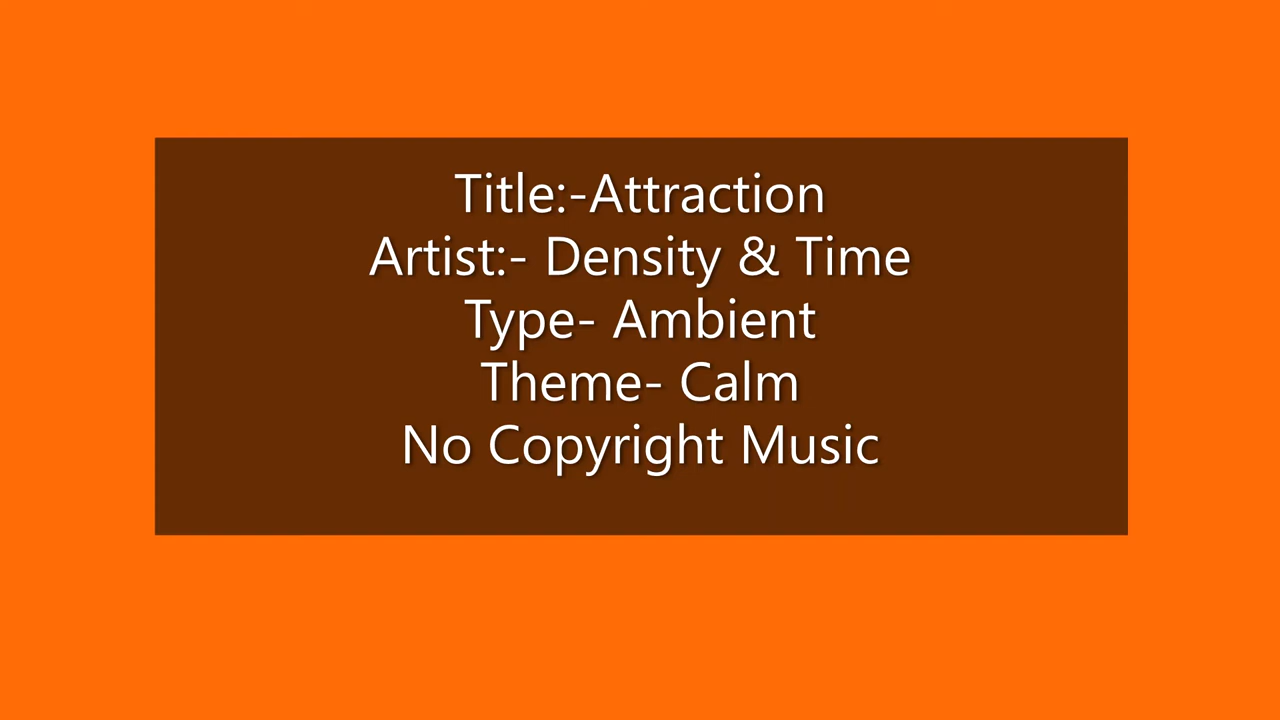 Title:-Attraction
Artist:- Density & Time
Type- Ambient
Theme- Calm
No Copyright Music